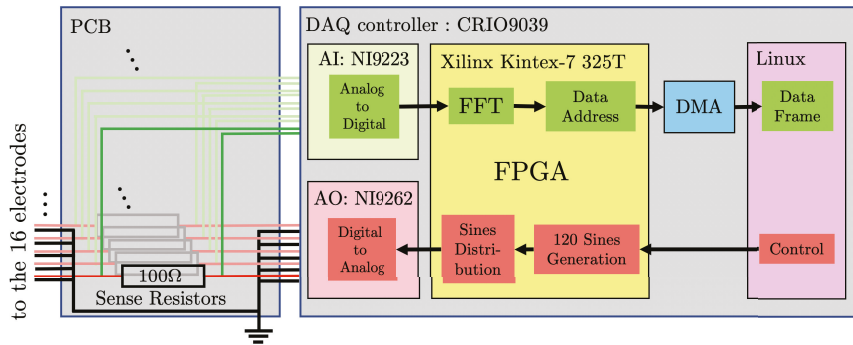 PCB
DAQ controller : CRIO9039
AI: NI9223
Analog
to
Digital
Xilinx Kintex-7 325T
FFT
Data
Address
DMA
Linux
Data
Frame
FPGA
AO: NI9262
Digital
to
Analog
Sines
Distri-
bution
120 Sines
Generation
Control
to the 16 electrodes
100Ω
Sense Resistors